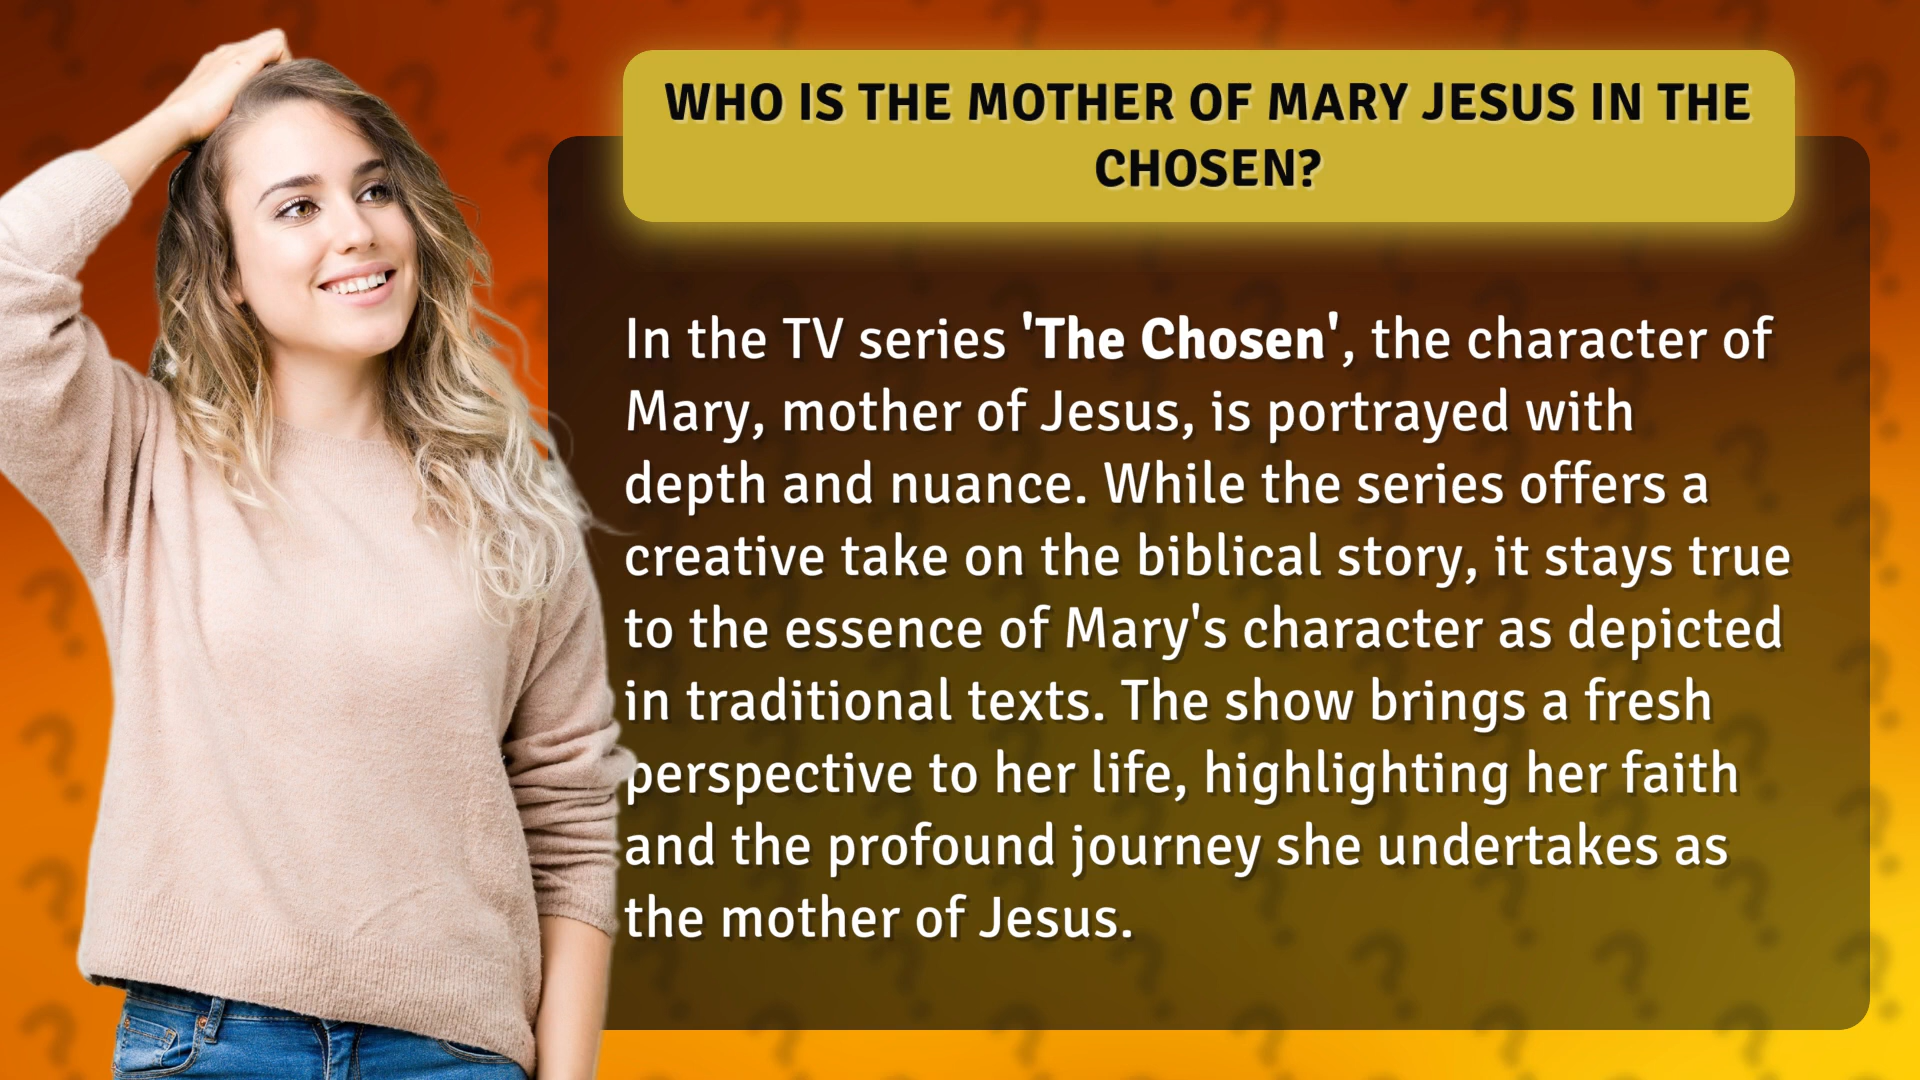 WHO IS THE MOTHER OF MARY JESUS IN THE
CHOSEN?
In the TV series 'The Chosen', the character of
Mary, mother of Jesus, is portrayed with
depth and nuance. While the series offers a
creative take on the biblical story, it stays true
to the essence of Mary's character as depicted
in traditional texts. The show brings a fresh
perspective to her life, highlighting her faith
and the profound journey she undertakes as
the mother of Jesus.